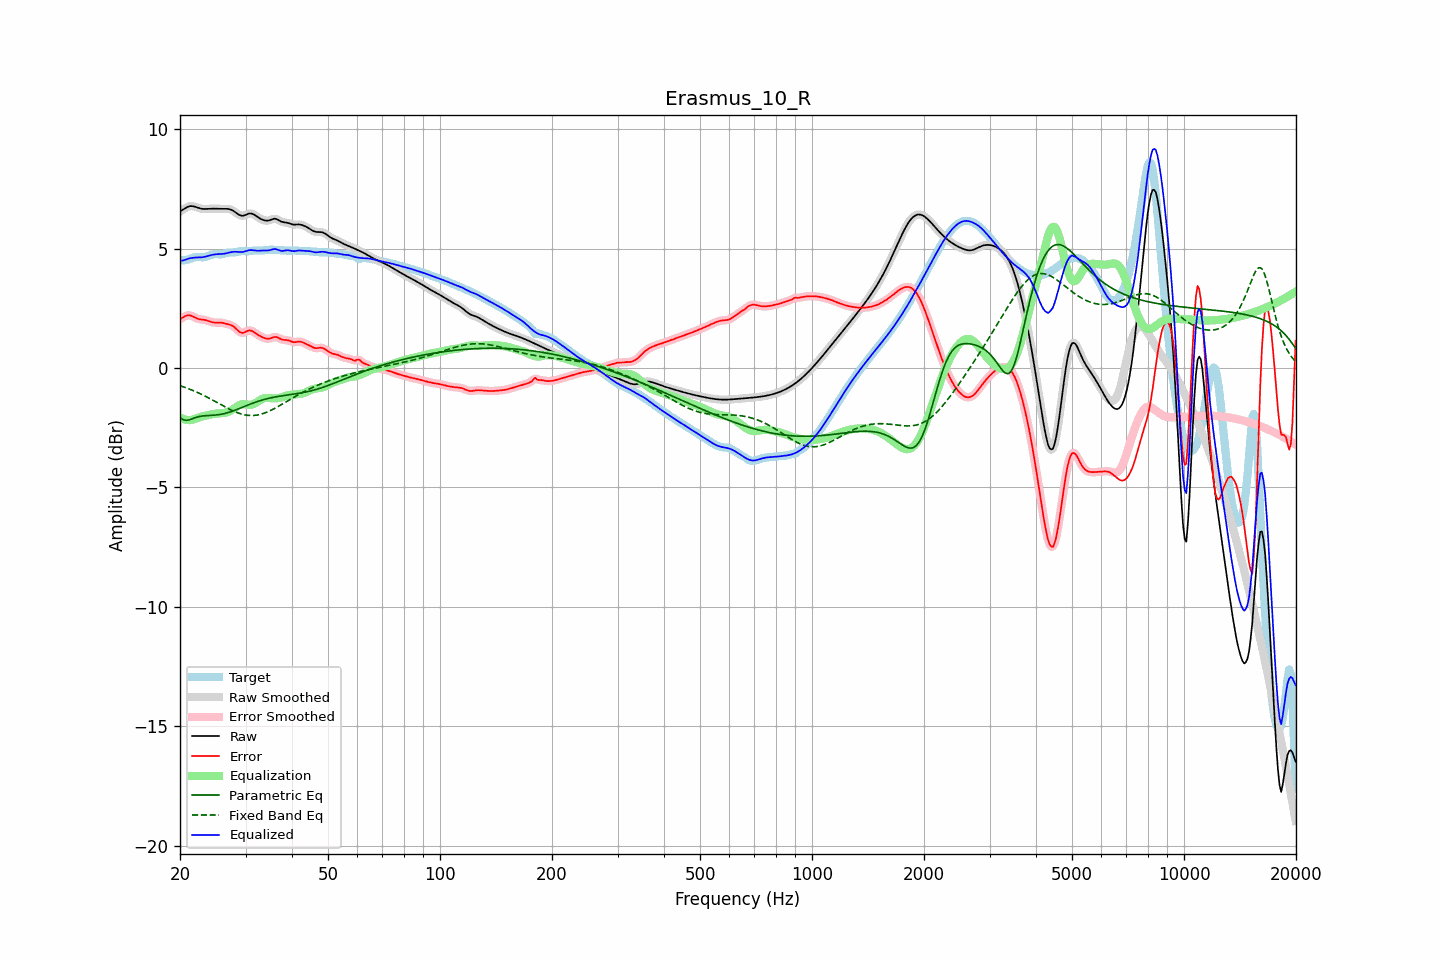 Erasmus_10_R
Amplitude (dBr)
10
5
0
−5
−10
−15
−20
Target
Raw Smoothed
Error Smoothed
Raw
Error
Equalization
Parametric Eq
Fixed Band Eq
Equalized
20 50 100 200 500 1000 2000 5000 10000 20000
Frequency (Hz)